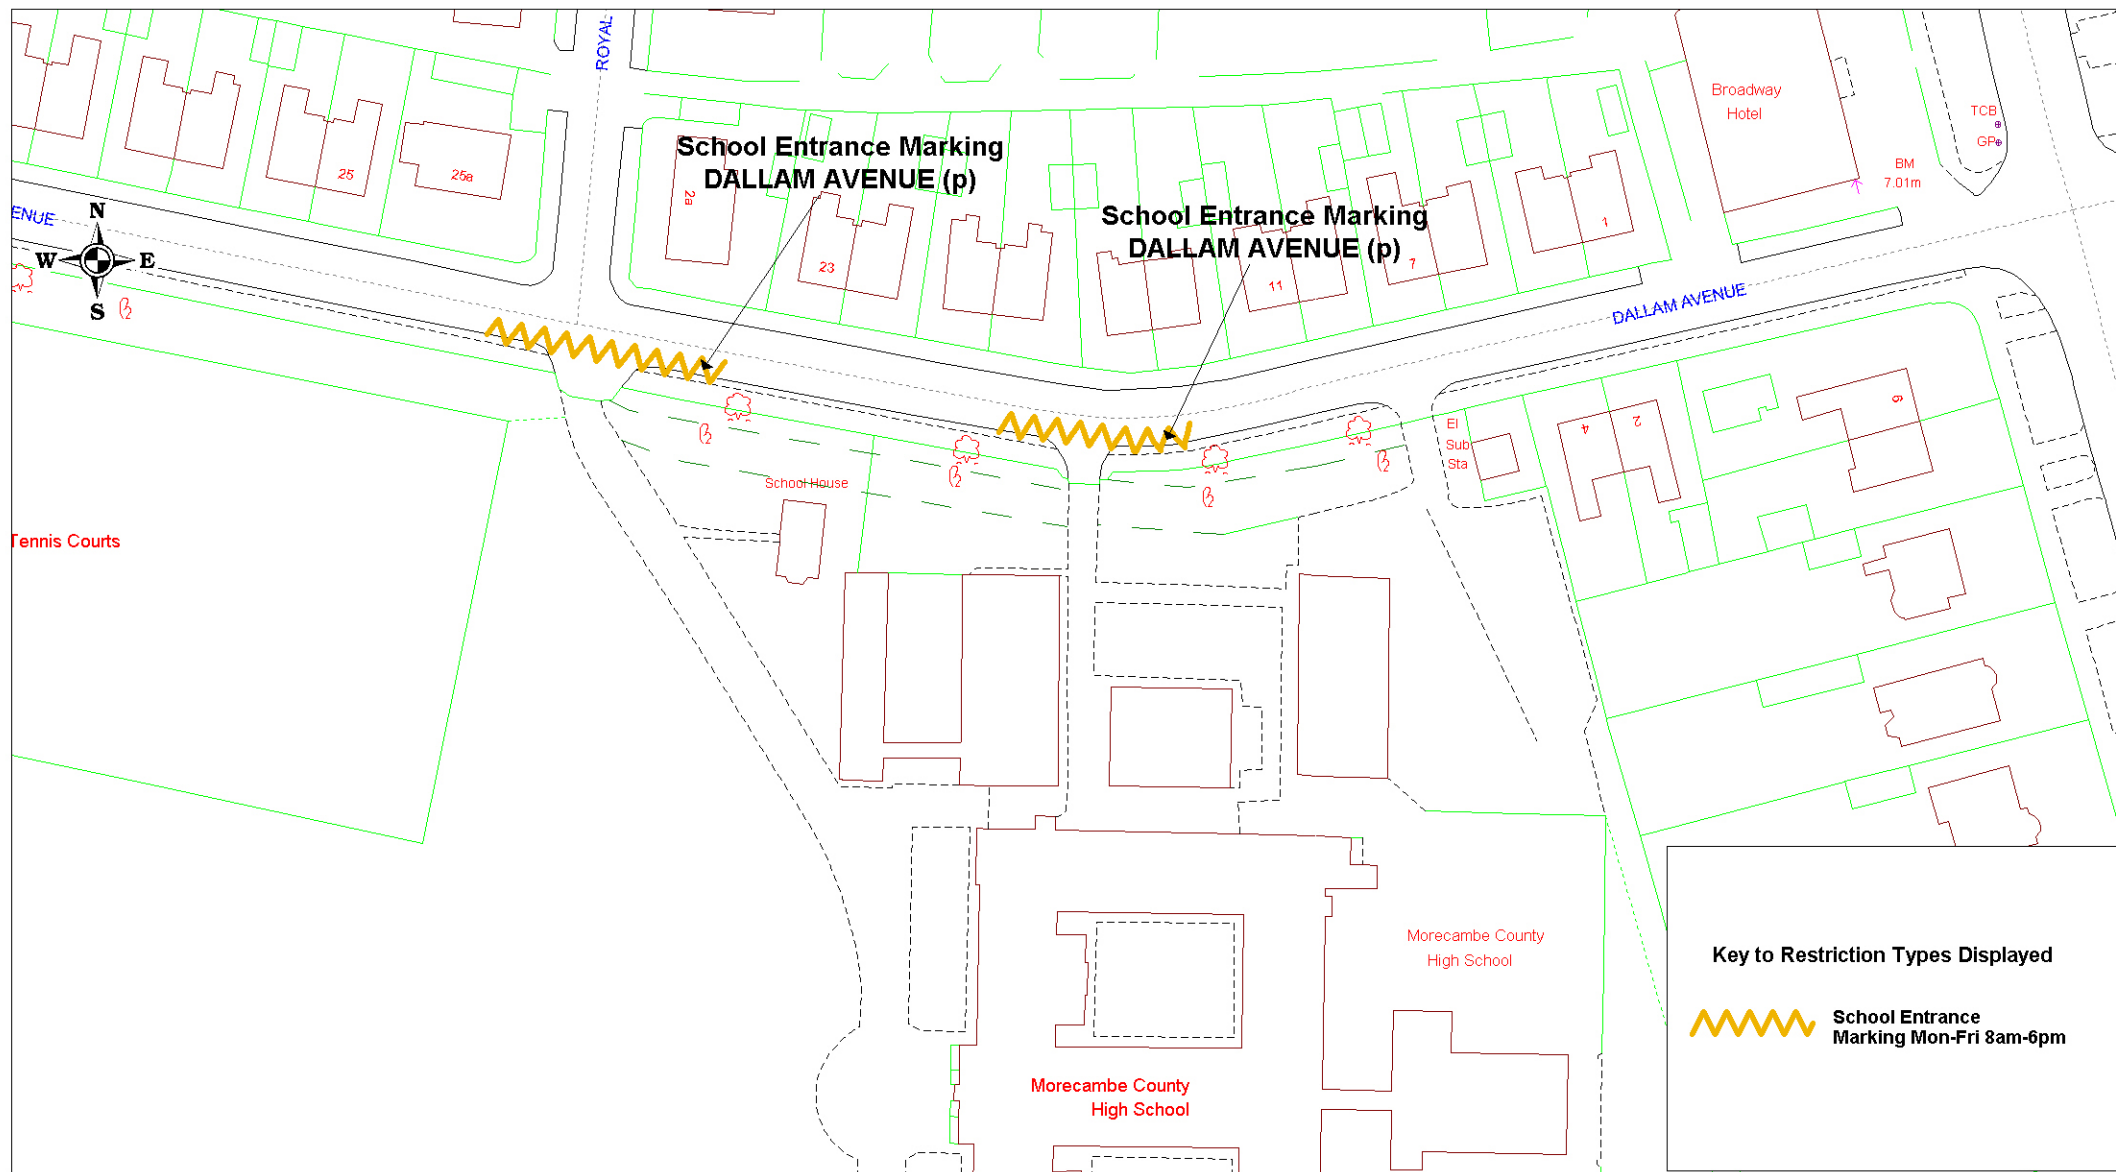 ROYAL
Broadway
Hotel
TCB
GP
BM
7.01m
School Entrance Marking
DALLAM AVENUE (p)
25
25a
2a
School Entrance Marking
DALLAM AVENUE (p)
1
ENUE
N
W
E
S
23
11
7
DALLAM AVENUE
El
Sub
Sta
4
2
6
School House
Tennis Courts
Morecambe County
High School
Morecambe County
High School
Key to Restriction Types Displayed
School Entrance
Marking Mon-Fri 8am-6pm